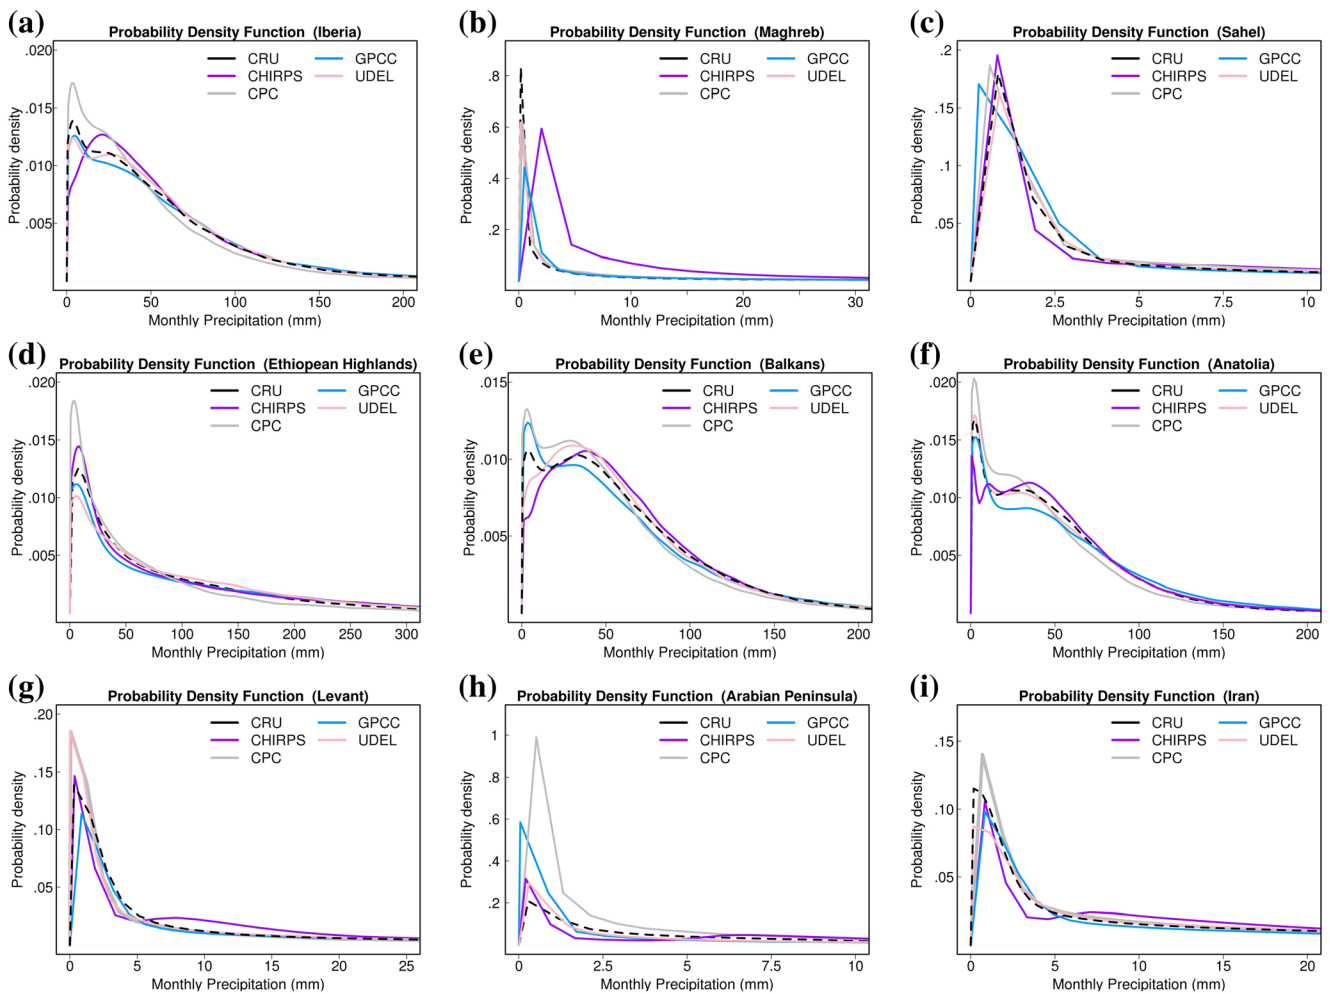 (a)
Probability Density Function (Iberia)
CRU GPCC
CHIRPS UDEL
CPC
Probability density
.020
.015
.010
.005
0 50 100 150 200
Monthly Precipitation (mm)
(b)
Probability Density Function (Maghreb)
CRU GPCC
CHIRPS UDEL
CPC
Probability density
.8
.6
.4
.2
0 10 20 30
Monthly Precipitation (mm)
(c)
Probability Density Function (Sahel)
CRU GPCC
CHIRPS UDEL
CPC
Probability density
.2
.15
.1
.05
0 2.5 5 7.5 10
Monthly Precipitation (mm)
(d)
Probability Density Function (Ethiopean Highlands)
CRU GPCC
CHIRPS UDEL
CPC
Probability density
.020
.015
.010
.005
0 50 100 150 200 250 300
Monthly Precipitation (mm)
(e)
Probability Density Function (Balkans)
CRU GPCC
CHIRPS UDEL
CPC
Probability density
.015
.010
.005
0 50 100 150 200
Monthly Precipitation (mm)
(f)
Probability Density Function (Anatolia)
CRU GPCC
CHIRPS UDEL
CPC
Probability density
.020
.015
.010
.005
0 50 100 150 200
Monthly Precipitation (mm)
(g)
Probability Density Function (Levant)
CRU GPCC
CHIRPS UDEL
CPC
Probability density
.20
.15
.10
.05
0 5 10 15 20 25
Monthly Precipitation (mm)
(h)
Probability Density Function (Arabian Peninsula)
CRU GPCC
CHIRPS UDEL
CPC
Probability density
1
.8
.6
.4
.2
0 2.5 5 7.5 10
Monthly Precipitation (mm)
(i)
Probability Density Function (Iran)
CRU GPCC
CHIRPS UDEL
CPC
Probability density
.15
.10
.05
0 5 10 15 20
Monthly Precipitation (mm)